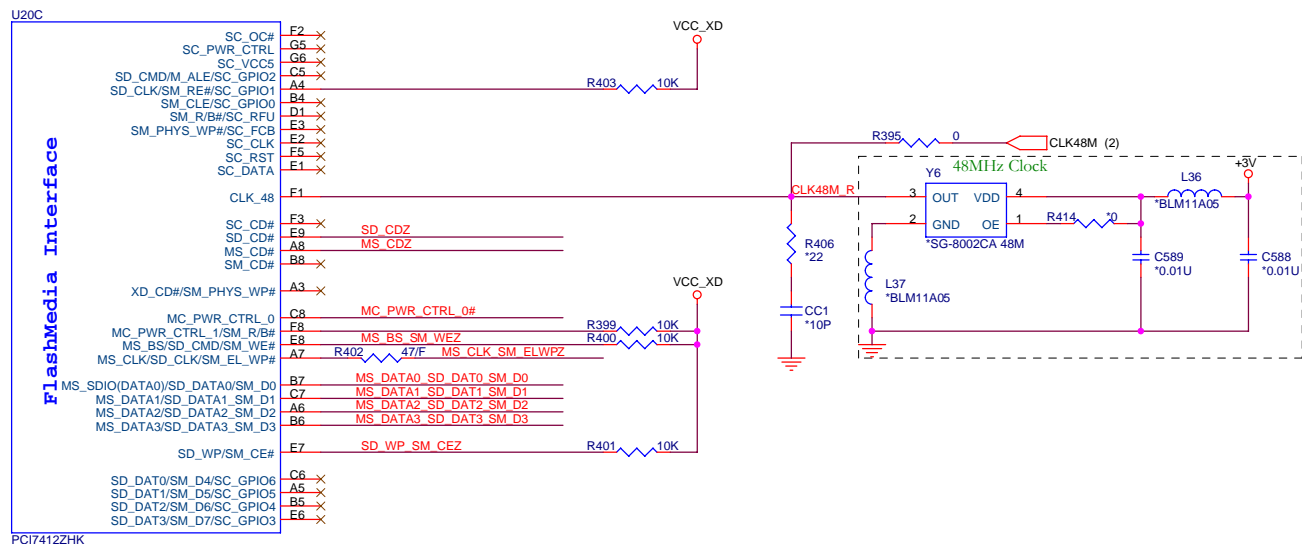 U20C
FlashMedia Interface
SC_OC# F2
SC_PWR_CTRL G5
SC_VCC5 G6
SD_CMD/M_ALE/SC_GPIO2 C5
SD_CLK/SM_RE#/SC_GPIO1 A4
SM_CLE/SC_GPIO0 B4
SM_R/B#/SC_RFU D1
SM_PHYS_WP#/SC_FCB E3
SC_CLK E2
SC_RST F5
SC_DATA E1
CLK_48 F1
SC_CD# F3
SD_CD# E9 SD_CDZ
MS_CD# A8 MS_CDZ
SM_CD# B8
XD_CD#/SM_PHYS_WP# A3
MC_PWR_CTRL_0 C8 MC_PWR_CTRL_0#
MC_PWR_CTRL_1/SM_R/B# F8 R399 10K
MS_BS/SD_CMD/SM_WE# E8 MS_BS_SM_WEZ R400 10K
MS_CLK/SD_CLK/SM_EL_WP# A7 R402 47/F MS_CLK_SM_ELWPZ
MS_SDIO(DATA0)/SD_DATA0/SM_D0 B7 MS_DATA0_SD_DAT0_SM_D0
MS_DATA1/SD_DATA1_SM_D1 C7 MS_DATA1_SD_DAT1_SM_D1
MS_DATA2/SD_DATA2_SM_D2 A6 MS_DATA2_SD_DAT2_SM_D2
MS_DATA3/SD_DATA3_SM_D3 B6 MS_DATA3_SD_DAT3_SM_D3
SD_WP/SM_CE# E7 SD_WP_SM_CEZ R401 10K
SD_DAT0/SM_D4/SC_GPIO6 C6
SD_DAT1/SM_D5/SC_GPIO5 A5
SD_DAT2/SM_D6/SC_GPIO4 B5
SD_DAT3/SM_D7/SC_GPIO3 E6
PCI7412ZHK
VCC_XD
R403 10K
VCC_XD
R395 0
CLK48M (2)
48MHz Clock
+3V
CLK48M_R
Y6
3 OUT VDD 4
2 GND OE 1
*SG-8002CA 48M
L36
*BLM11A05
R414 *0
R406
*22
CC1
*10P
L37
*BLM11A05
C589
*0.01U
C588
*0.01U